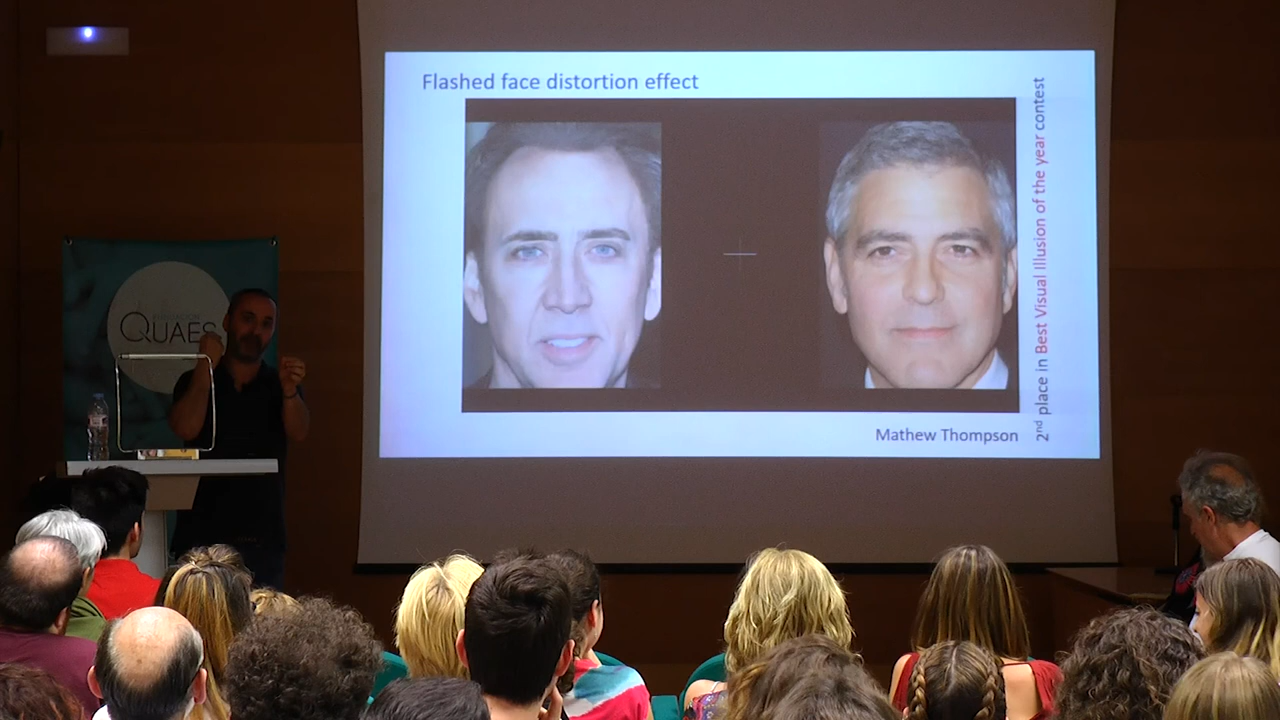 Flashed face distortion effect
2nd place in Best Visual Illusion of the year contest
Mathew Thompson
QUAES